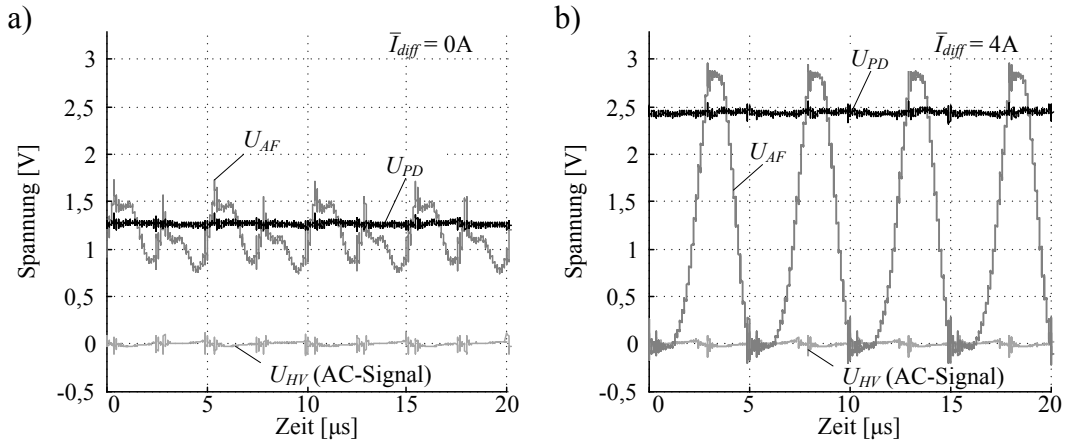 a)
Ī_diff = 0A
3
2,5
2
1,5
1
0,5
0
-0,5
Spannung [V]
U_AF
U_PD
U_HV (AC-Signal)
0 5 10 15 20
Zeit [µs]
b)
Ī_diff = 4A
3
2,5
2
1,5
1
0,5
0
-0,5
Spannung [V]
U_PD
U_AF
U_HV (AC-Signal)
0 5 10 15 20
Zeit [µs]